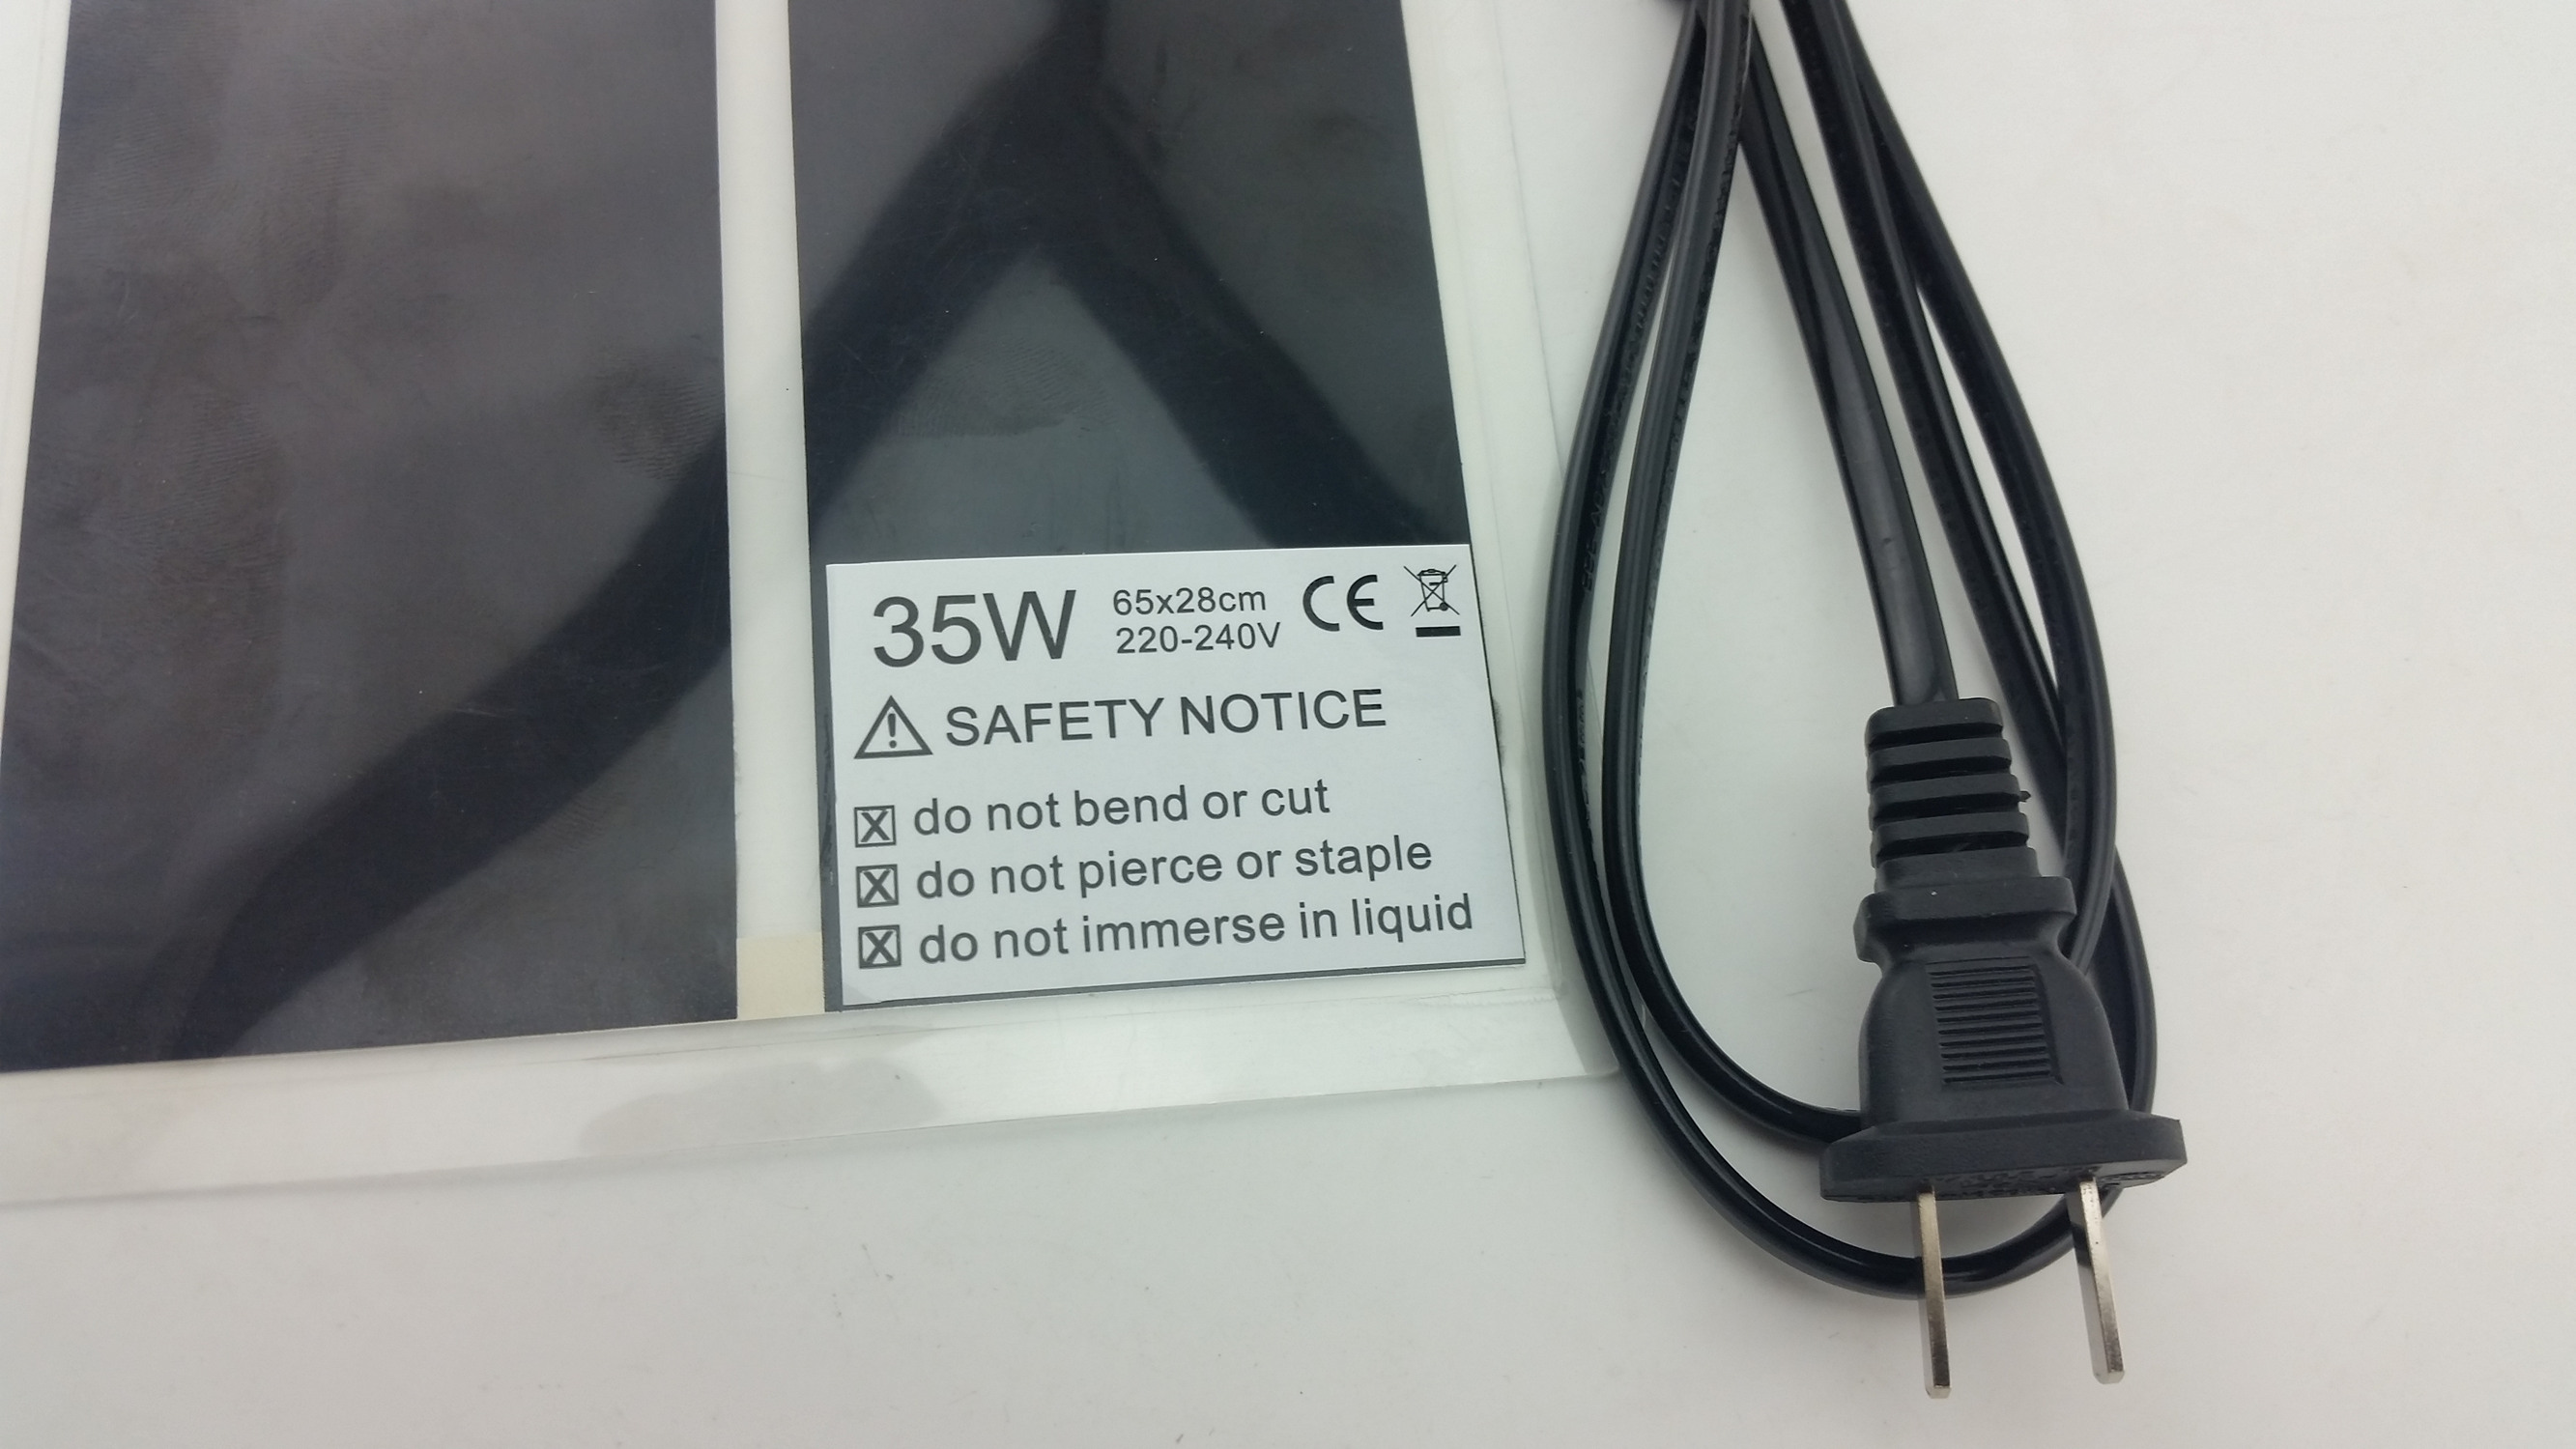 35W
65x28cm
220-240V
CE
SAFETY NOTICE
do not bend or cut
do not pierce or staple
do not immerse in liquid